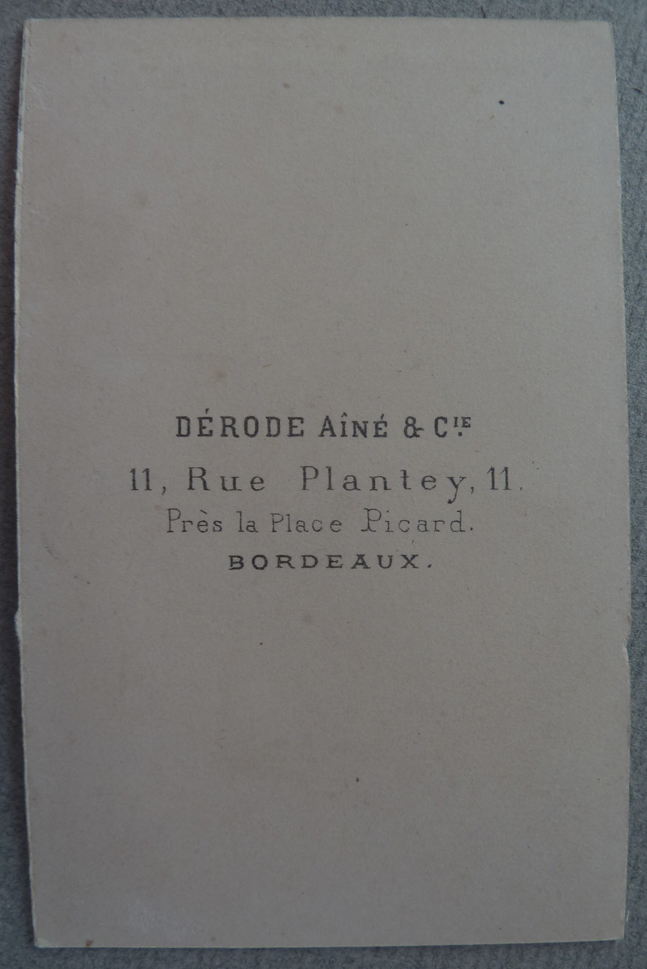 DÉRODE AÎNÉ & CIE.
11, Rue Plantey, 11.
Près la Place Picard.
BORDEAUX.